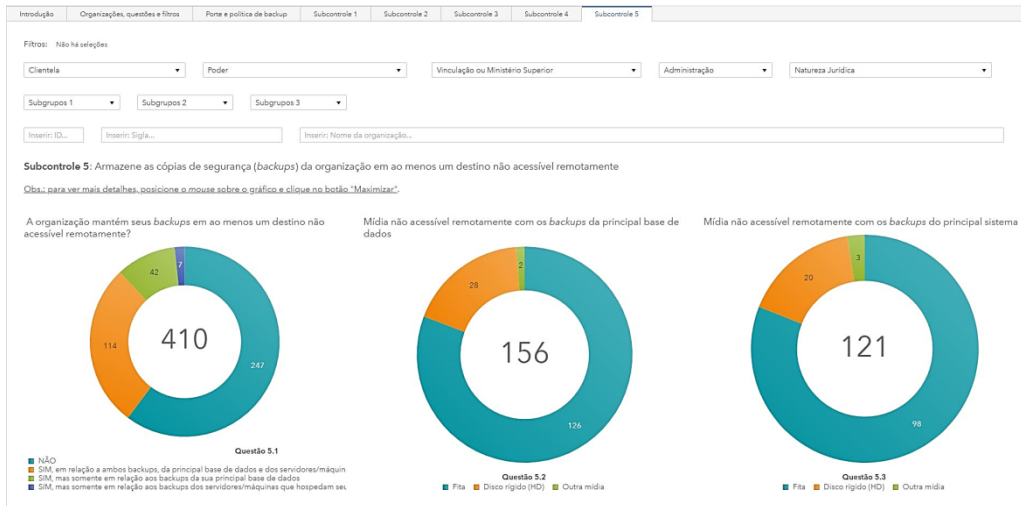 Introdução
Organizações, questões e filtros
Porte e política de backup
Subcontrole 1
Subcontrole 2
Subcontrole 3
Subcontrole 4
Subcontrole 5
Filtros: Não há seleções
Clientela
Poder
Vinculação ou Ministério Superior
Administração
Natureza Jurídica
Subgrupos 1
Subgrupos 2
Subgrupos 3
Inserir: ID...
Inserir: Sigla...
Inserir: Nome da organização...
Subcontrole 5: Armazene as cópias de segurança (backups) da organização em ao menos um destino não acessível remotamente
Obs.: para ver mais detalhes, posicione o mouse sobre o gráfico e clique no botão "Maximizar".
A organização mantém seus backups em ao menos um destino não
acessível remotamente?
7
42
114
410
247
Questão 5.1
NÃO
SIM, em relação a ambos backups, da principal base de dados e dos servidores/máquin
SIM, mas somente em relação aos backups da sua principal base de dados
SIM, mas somente em relação aos backups dos servidores/máquinas que hospedam seu
Mídia não acessível remotamente com os backups da principal base de
dados
2
28
156
126
Questão 5.2
Fita
Disco rígido (HD)
Outra mídia
Mídia não acessível remotamente com os backups do principal sistema
3
20
121
98
Questão 5.3
Fita
Disco rígido (HD)
Outra mídia